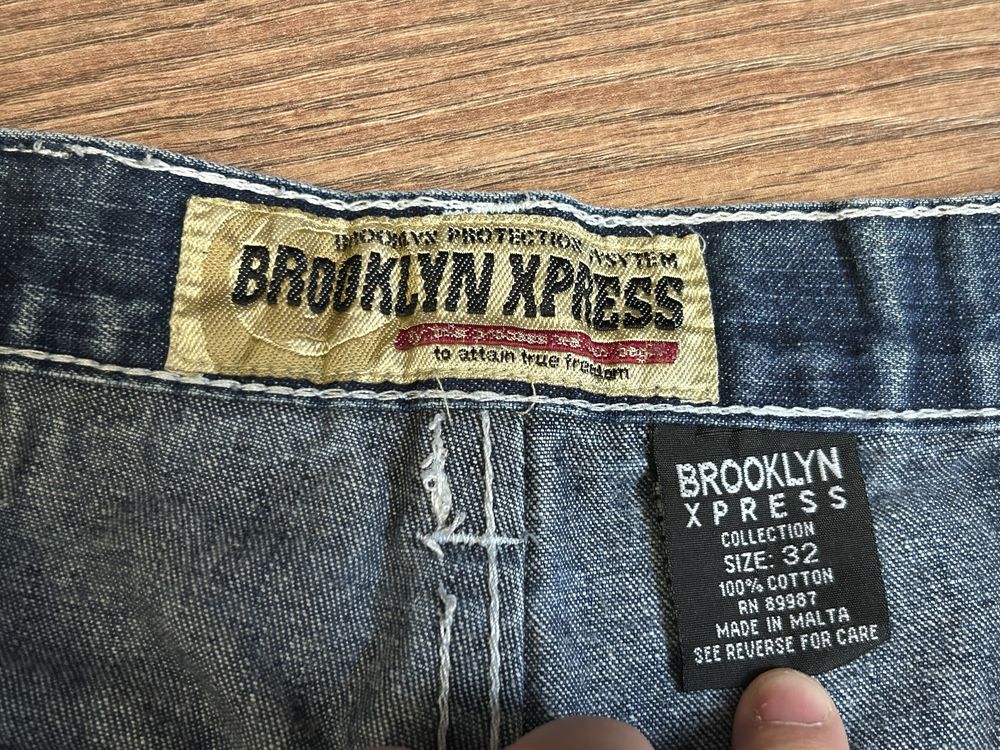 BROOKLYN PROTECTION SYSYTEM
BROOKLYN XPRESS
to attain true freedom
BROOKLYN
XPRESS
COLLECTION
SIZE: 32
100% COTTON
RN 89987
MADE IN MALTA
SEE REVERSE FOR CARE